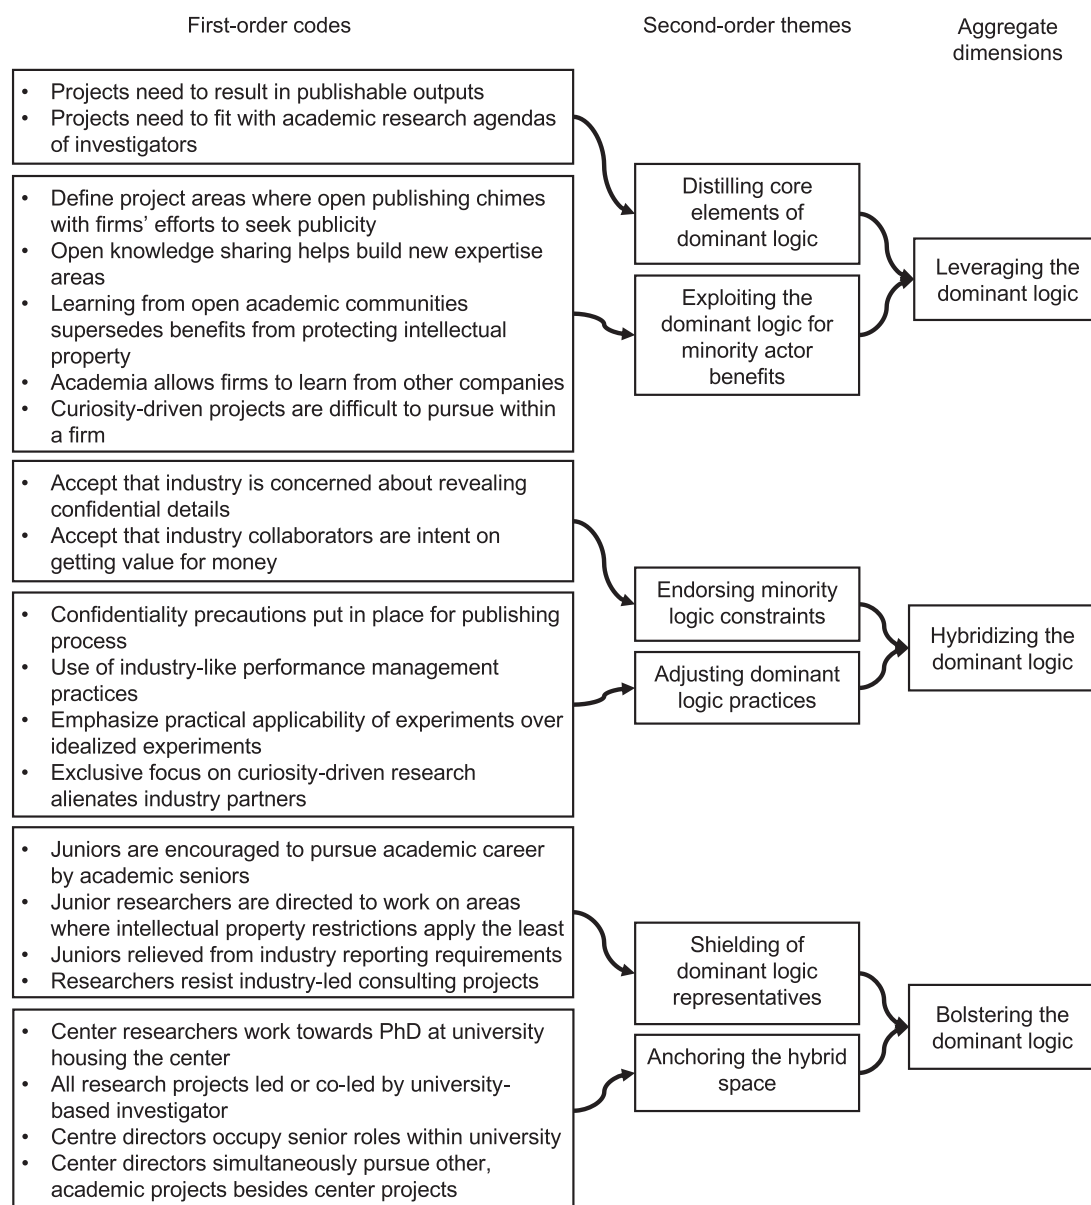 First-order codes
Second-order themes
Aggregate
dimensions
• Projects need to result in publishable outputs
• Projects need to fit with academic research agendas
of investigators
• Define project areas where open publishing chimes
with firms’ efforts to seek publicity
• Open knowledge sharing helps build new expertise
areas
• Learning from open academic communities
supersedes benefits from protecting intellectual
property
• Academia allows firms to learn from other companies
• Curiosity-driven projects are difficult to pursue within
a firm
Distilling core
elements of
dominant logic
Exploiting the
dominant logic for
minority actor
benefits
Leveraging the
dominant logic
• Accept that industry is concerned about revealing
confidential details
• Accept that industry collaborators are intent on
getting value for money
• Confidentiality precautions put in place for publishing
process
• Use of industry-like performance management
practices
• Emphasize practical applicability of experiments over
idealized experiments
• Exclusive focus on curiosity-driven research
alienates industry partners
Endorsing minority
logic constraints
Adjusting dominant
logic practices
Hybridizing the
dominant logic
• Juniors are encouraged to pursue academic career
by academic seniors
• Junior researchers are directed to work on areas
where intellectual property restrictions apply the least
• Juniors relieved from industry reporting requirements
• Researchers resist industry-led consulting projects
• Center researchers work towards PhD at university
housing the center
• All research projects led or co-led by university-
based investigator
• Centre directors occupy senior roles within university
• Center directors simultaneously pursue other,
academic projects besides center projects
Shielding of
dominant logic
representatives
Anchoring the hybrid
space
Bolstering the
dominant logic